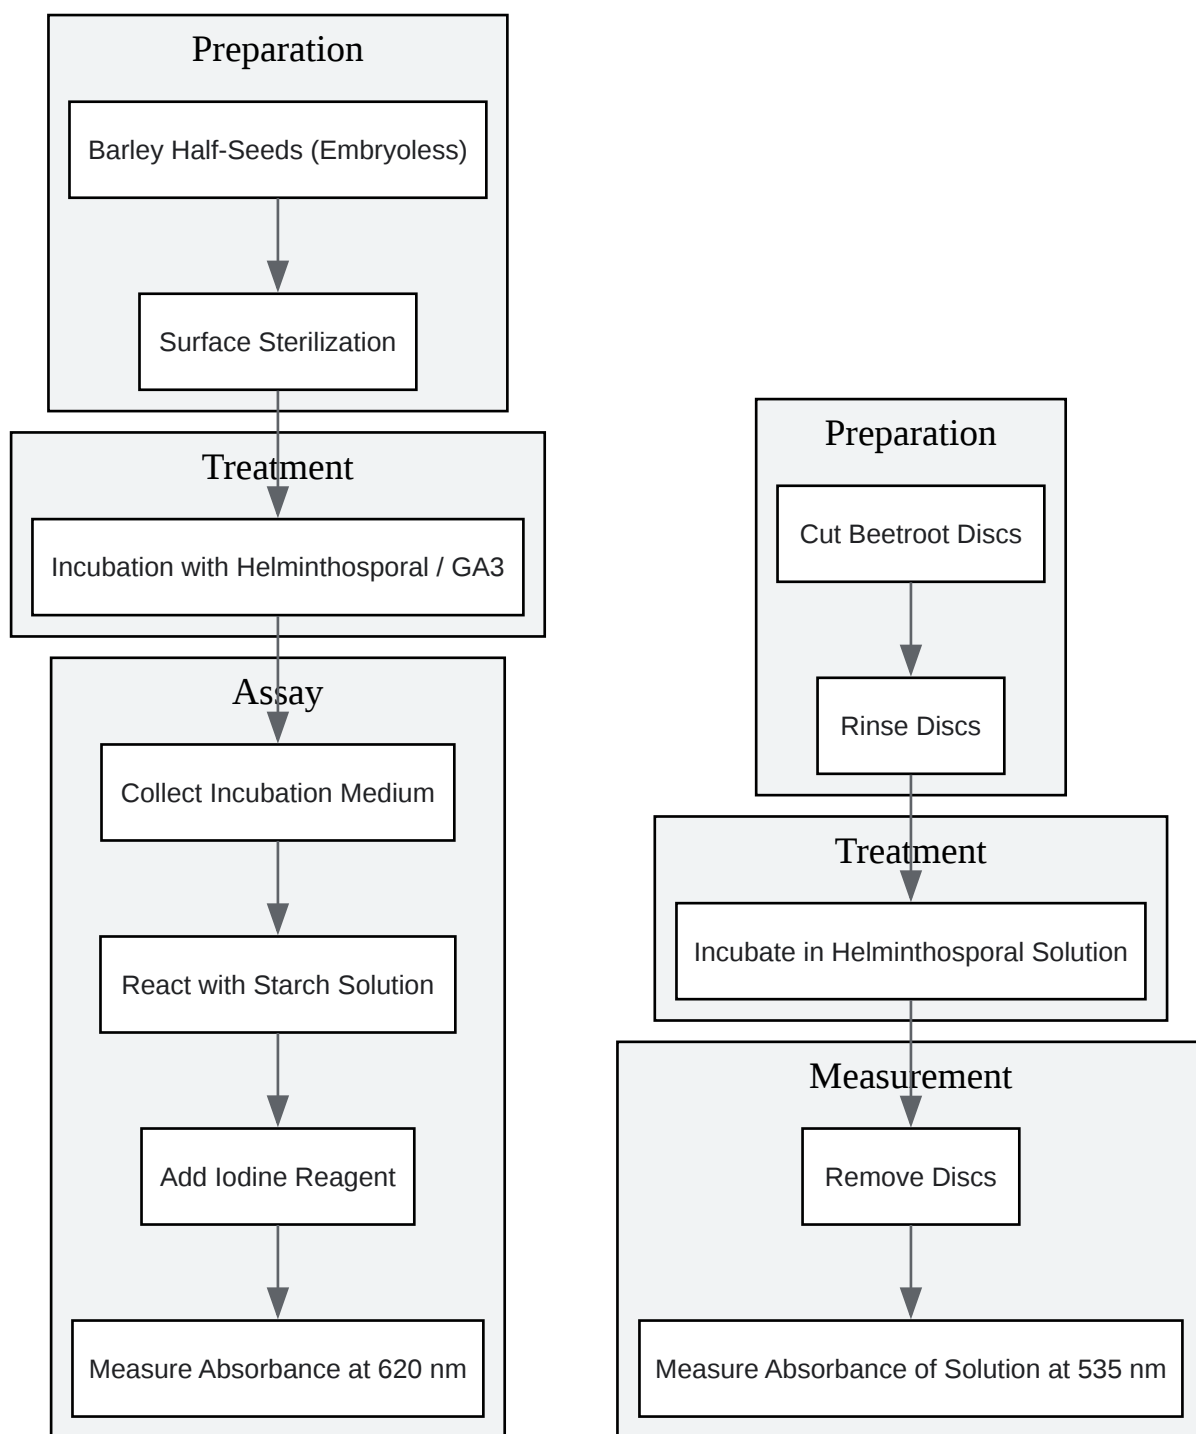 Preparation
Barley Half-Seeds (Embryoless)
Surface Sterilization
Treatment
Incubation with Helminthosporal / GA3
Assay
Collect Incubation Medium
React with Starch Solution
Add Iodine Reagent
Measure Absorbance at 620 nm
Preparation
Cut Beetroot Discs
Rinse Discs
Treatment
Incubate in Helminthosporal Solution
Measurement
Remove Discs
Measure Absorbance of Solution at 535 nm